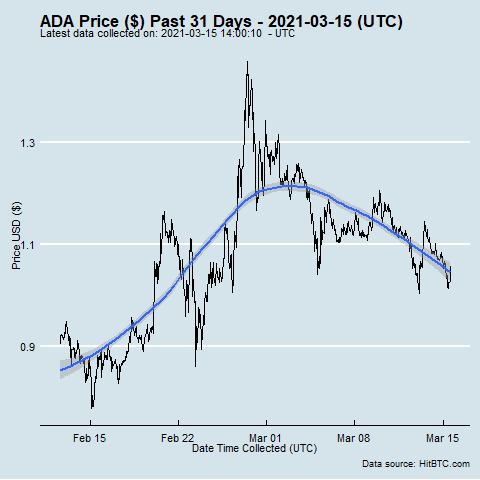 ADA Price ($) Past 31 Days - 2021-03-15 (UTC)
Latest data collected on: 2021-03-15 14:00:10  - UTC
Price USD ($)
1.3
1.1
0.9
Feb 15 Feb 22 Mar 01 Mar 08 Mar 15
Date Time Collected (UTC)
Data source: HitBTC.com